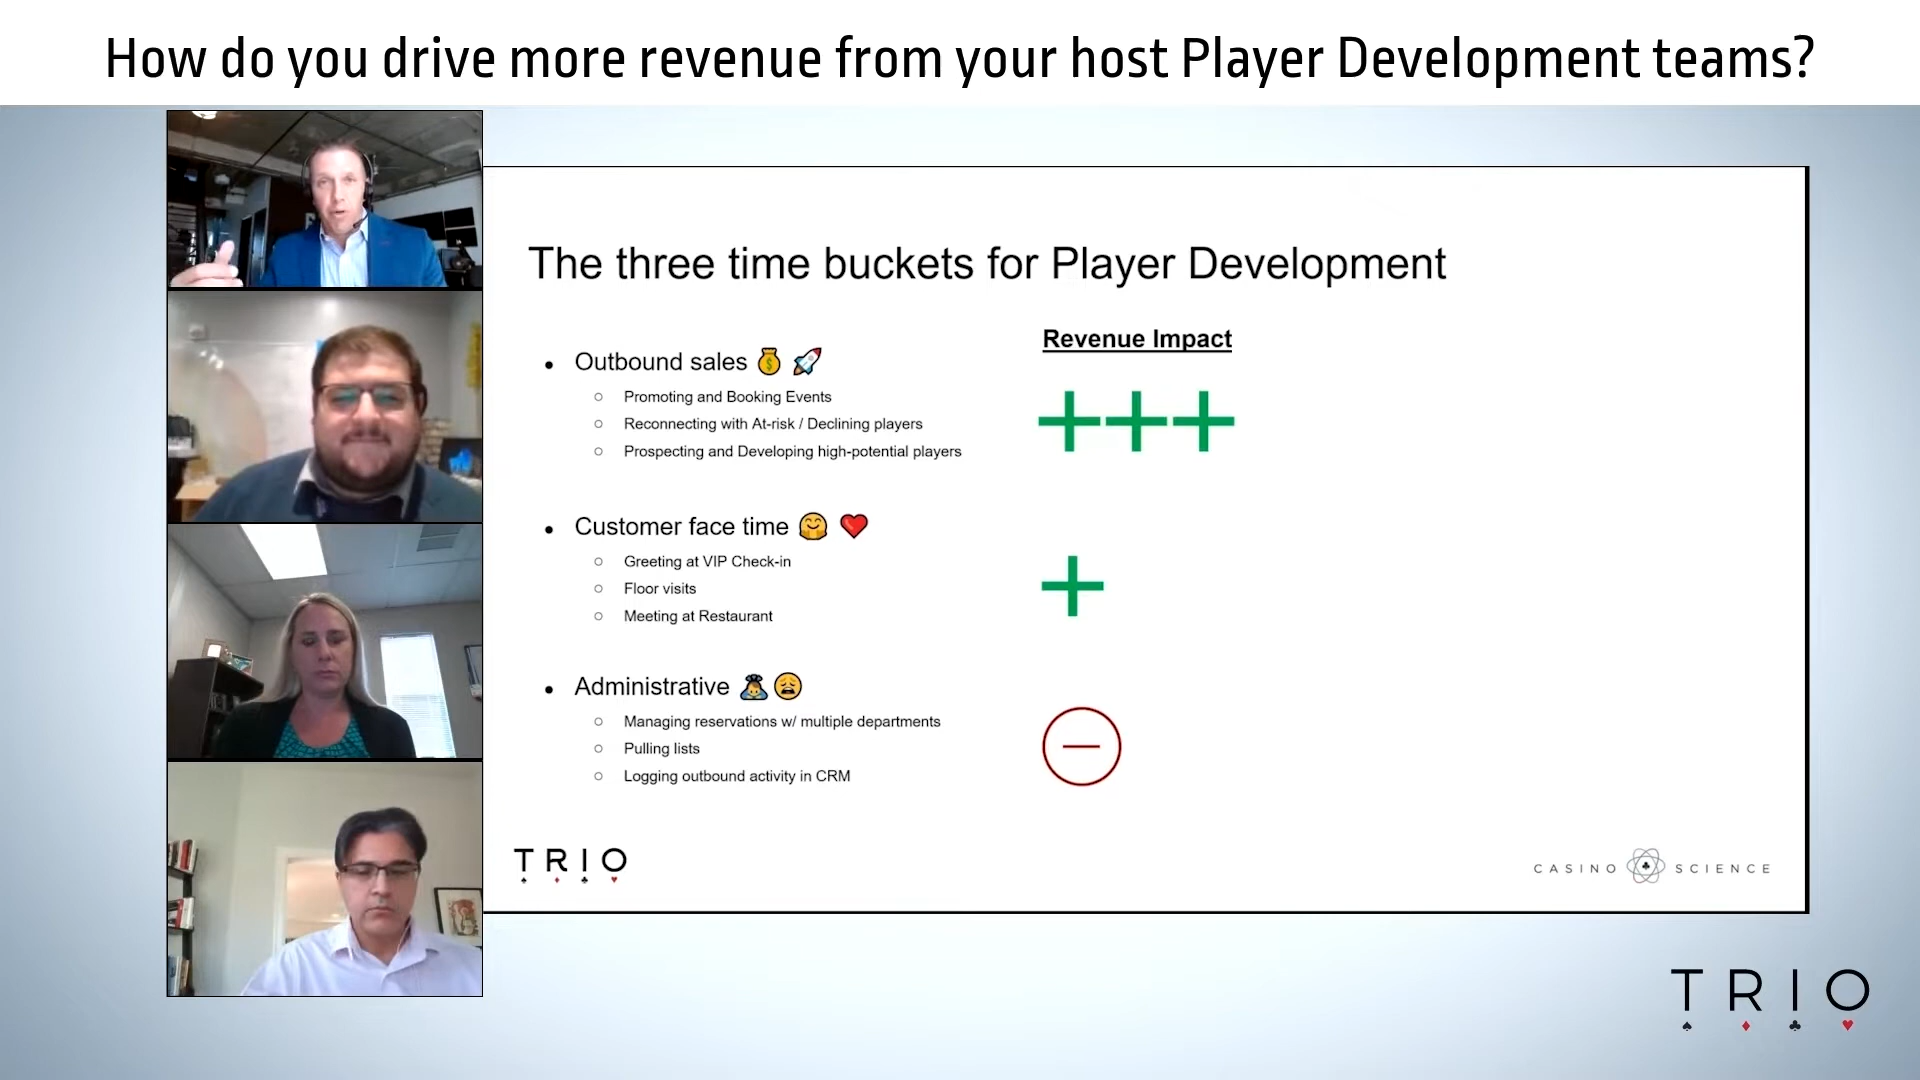 How do you drive more revenue from your host Player Development teams?
The three time buckets for Player Development
Revenue Impact
Outbound sales
Promoting and Booking Events
Reconnecting with At-risk / Declining players
Prospecting and Developing high-potential players
Customer face time
Greeting at VIP Check-in
Floor visits
Meeting at Restaurant
Administrative
Managing reservations w/ multiple departments
Pulling lists
Logging outbound activity in CRM
TRIO
CASINO SCIENCE
TRIO